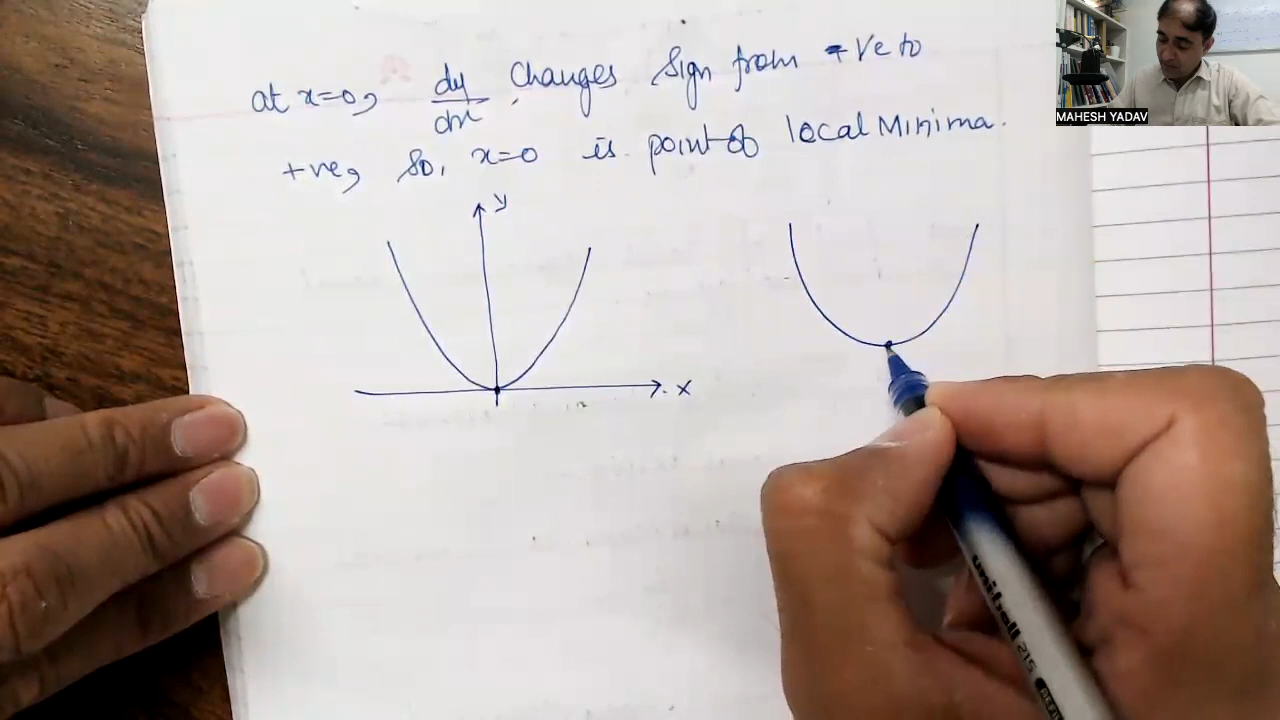 at x=0, dy/dx, changes sign from -ve to
+ve, so, x=0 is point of local Minima.
y
x
MAHESH YADAV
uniball 215